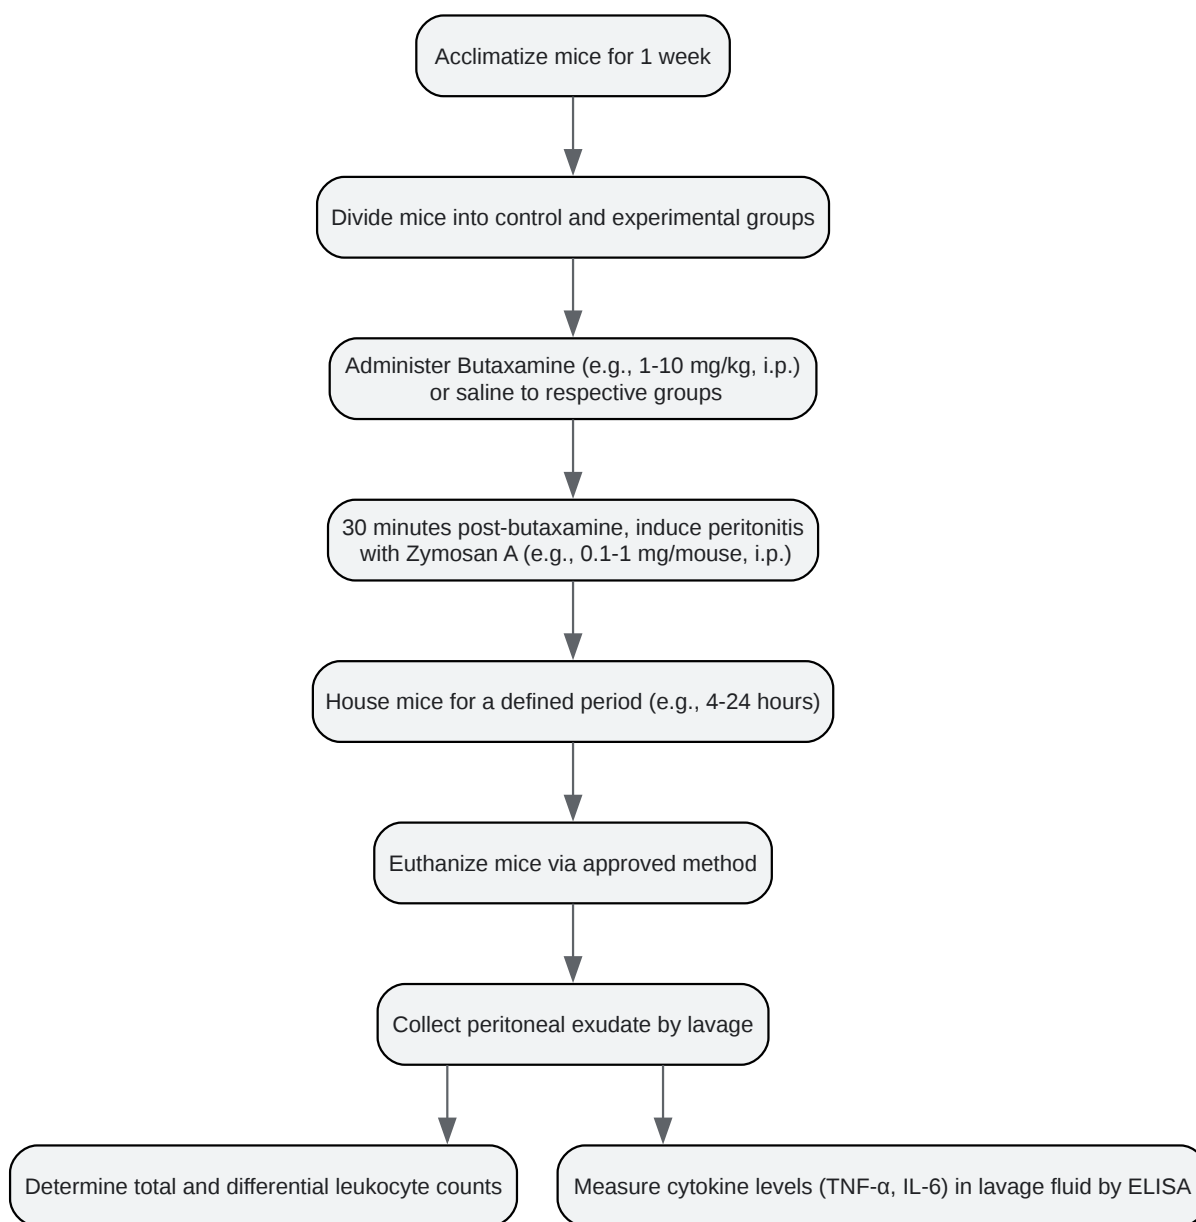 Acclimatize mice for 1 week
Divide mice into control and experimental groups
Administer Butaxamine (e.g., 1-10 mg/kg, i.p.)
or saline to respective groups
30 minutes post-butaxamine, induce peritonitis
with Zymosan A (e.g., 0.1-1 mg/mouse, i.p.)
House mice for a defined period (e.g., 4-24 hours)
Euthanize mice via approved method
Collect peritoneal exudate by lavage
Determine total and differential leukocyte counts
Measure cytokine levels (TNF-α, IL-6) in lavage fluid by ELISA